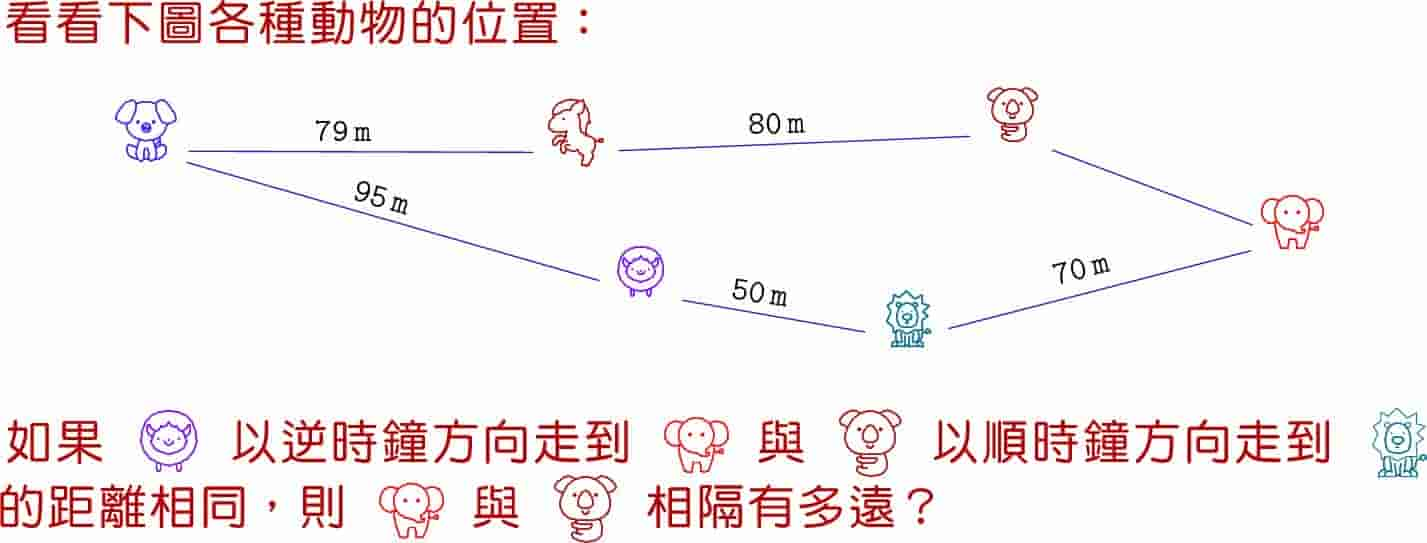 看看下圖各種動物的位置：
79 m
80 m
95 m
50 m
70 m
如果 以逆時鐘方向走到 與 以順時鐘方向走到
的距離相同，則 與 相隔有多遠？